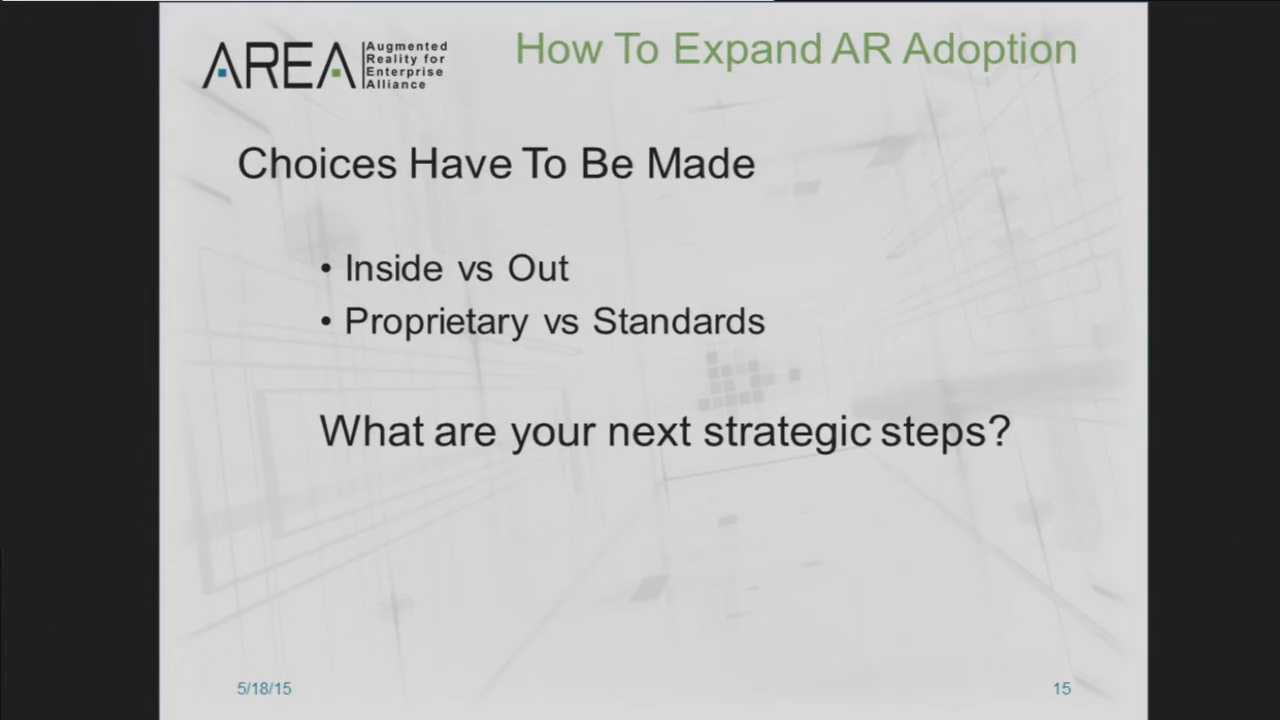 AREA
Augmented
Reality for
Enterprise
Alliance
How To Expand AR Adoption
Choices Have To Be Made
• Inside vs Out
• Proprietary vs Standards
What are your next strategic steps?
5/18/15
15